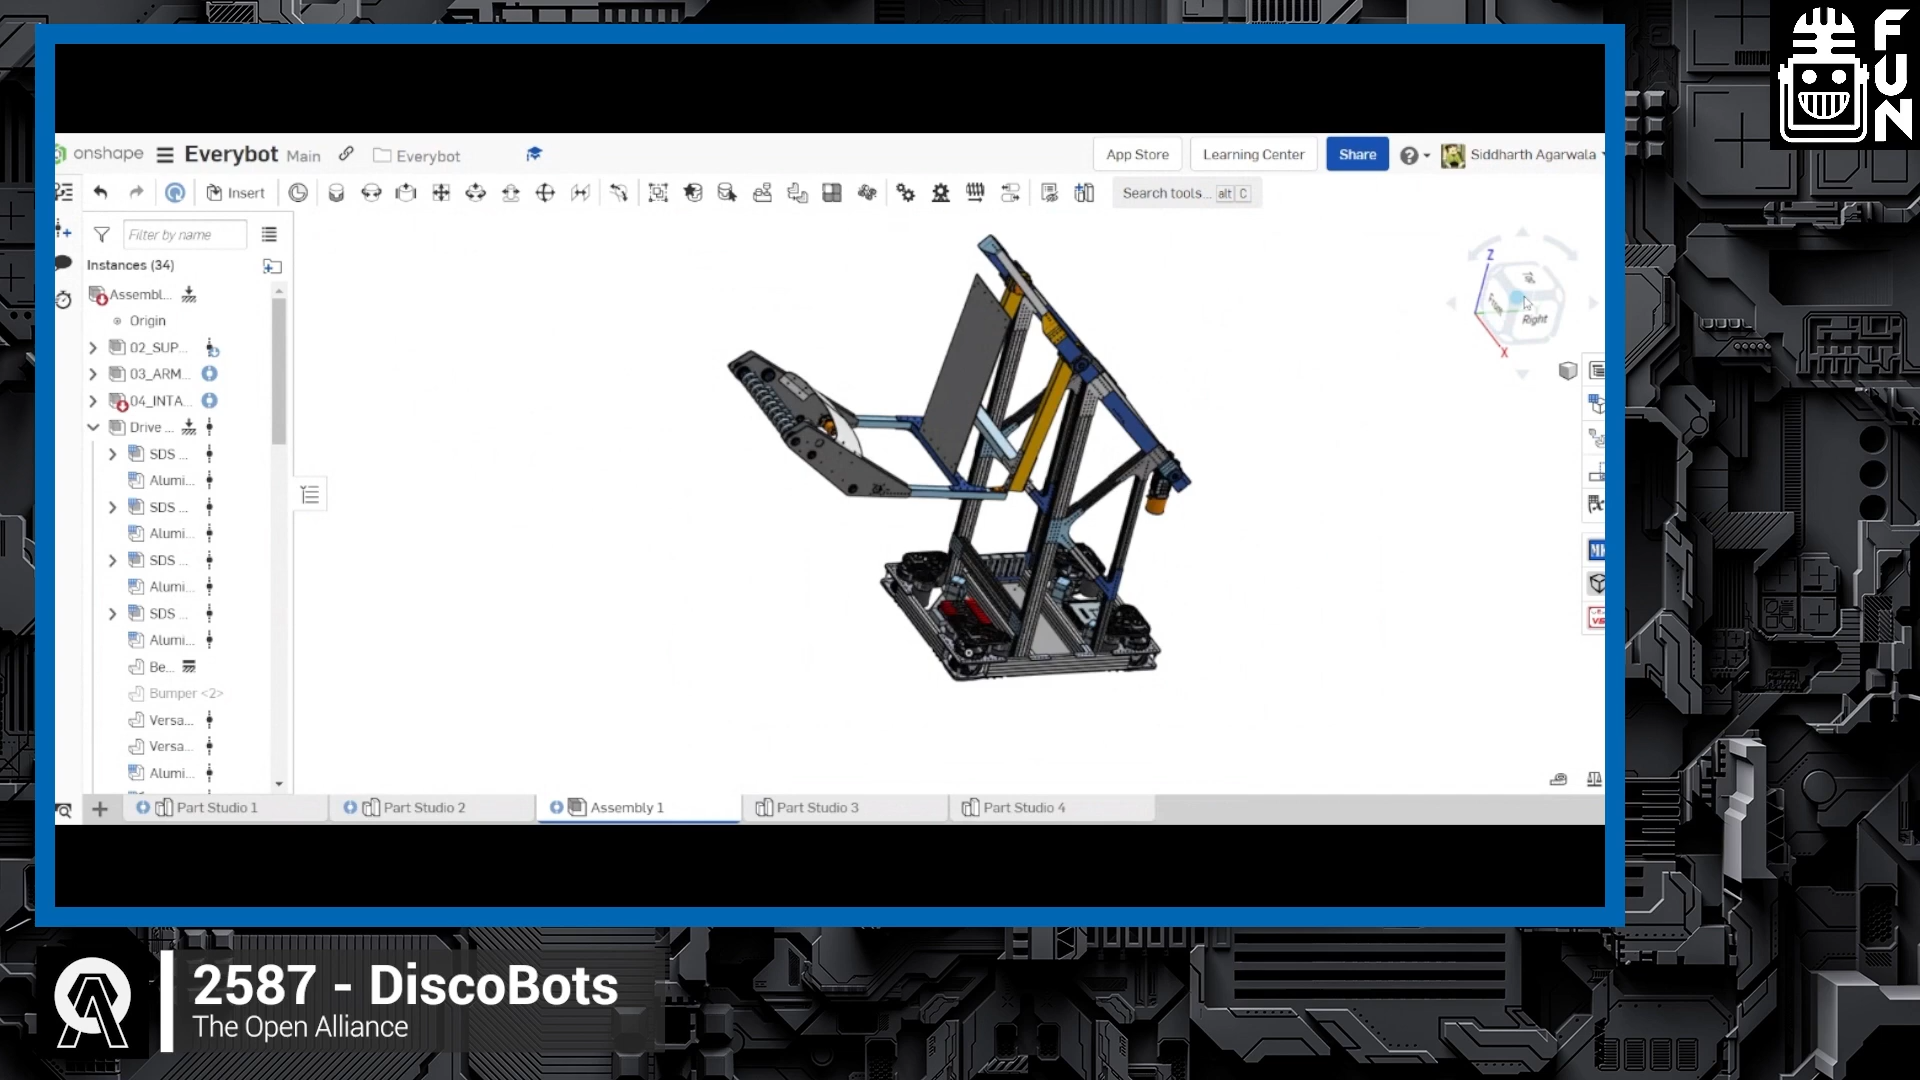 FUN
onshape Everybot Main Everybot App Store Learning Center Share Siddharth Agarwala
Insert Search tools... alt C
Filter by name
Instances (34)
Assembl...
Origin
02_SUP...
03_ARM...
04_INTA...
Drive ...
SDS ...
Alumi...
SDS ...
Alumi...
SDS ...
Alumi...
SDS ...
Alumi...
Be...
Bumper <2>
Versa...
Versa...
Alumi...
Z
Top
Front
Right
X
Part Studio 1 Part Studio 2 Assembly 1 Part Studio 3 Part Studio 4
2587 - DiscoBots
The Open Alliance